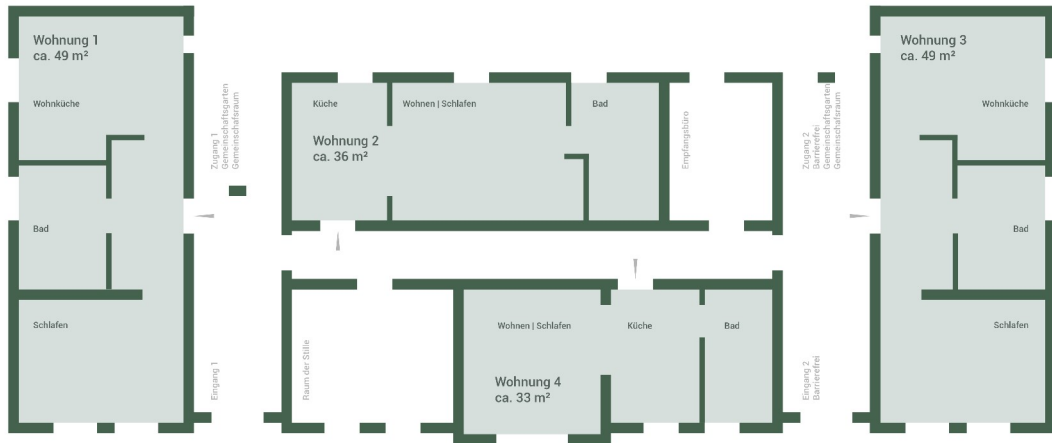 Wohnung 1
ca. 49 m²
Wohnküche
Bad
Schlafen
Zugang 1
Gemeinschaftsgarten
Gemeinschafsraum
Eingang 1
Küche
Wohnen | Schlafen
Bad
Wohnung 2
ca. 36 m²
Empfangsbüro
Raum der Stille
Wohnen | Schlafen
Küche
Bad
Wohnung 4
ca. 33 m²
Zugang 2
Barrierefrei
Gemeinschaftsgarten
Gemeinschafsraum
Eingang 2
Barrierefrei
Wohnung 3
ca. 49 m²
Wohnküche
Bad
Schlafen